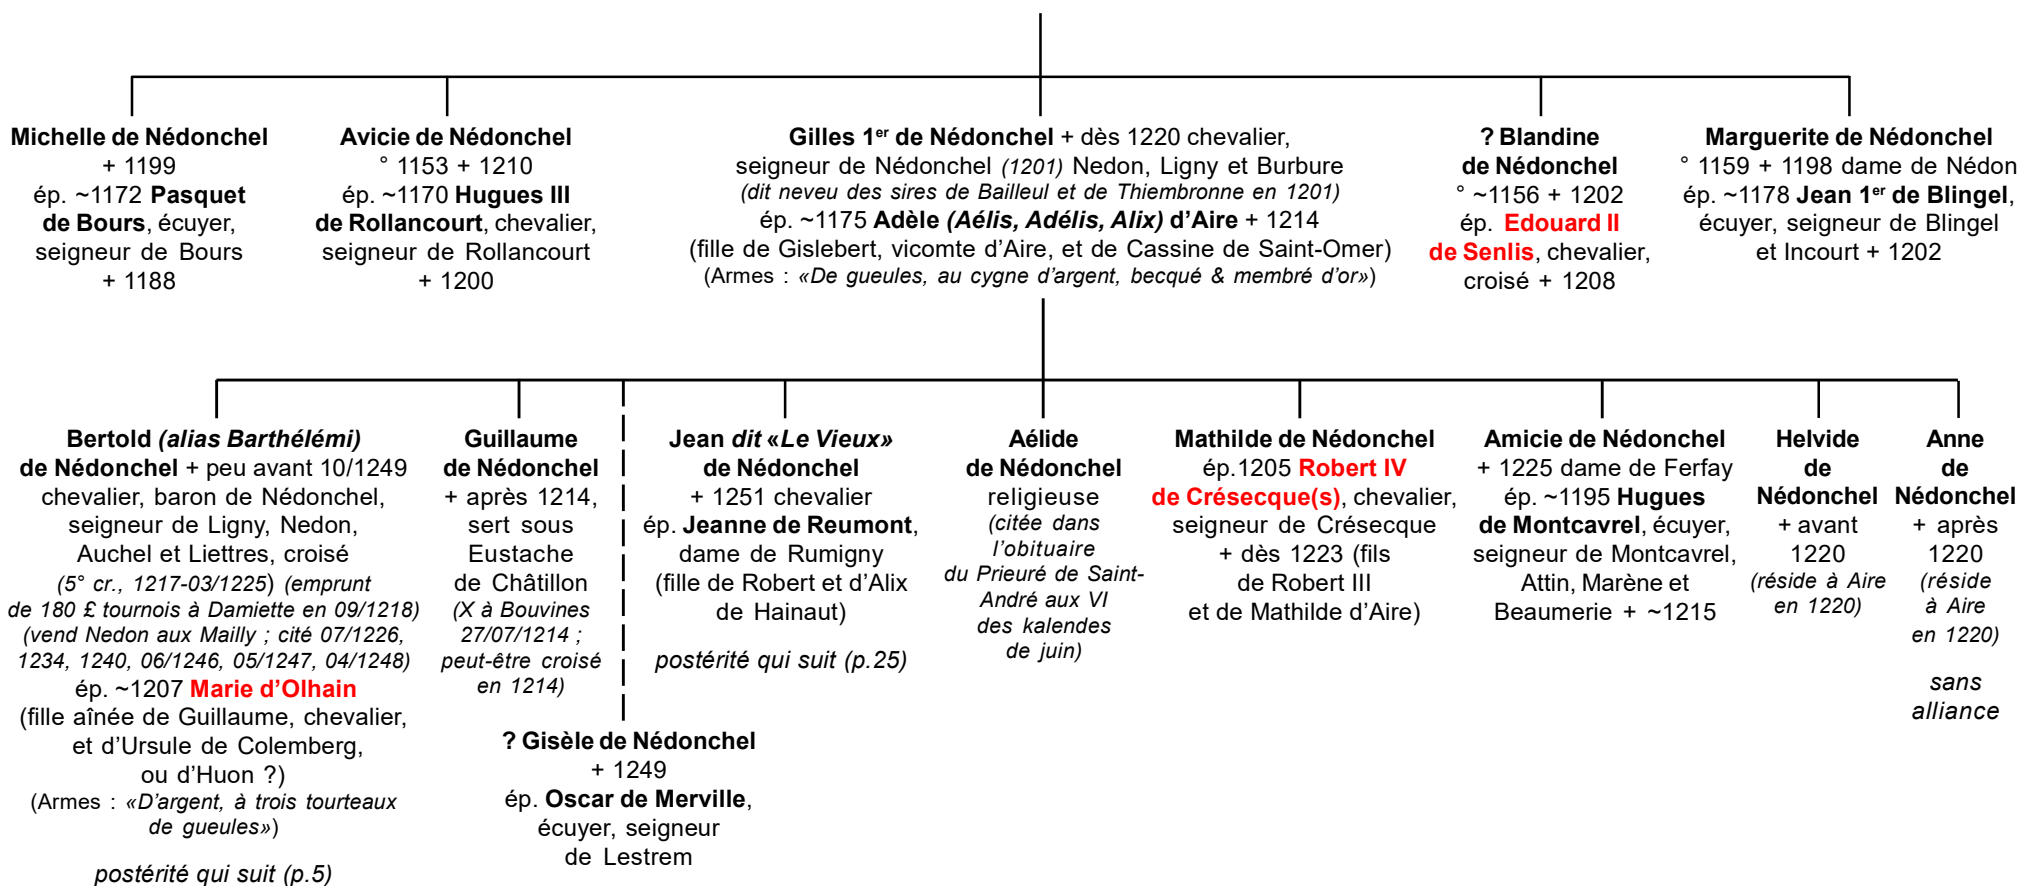 Michelle de Nédonchel
+ 1199
ép. ~1172 Pasquet
de Bours, écuyer,
seigneur de Bours
+ 1188
Avicie de Nédonchel
° 1153 + 1210
ép. ~1170 Hugues III
de Rollancourt, chevalier,
seigneur de Rollancourt
+ 1200
Gilles 1er de Nédonchel + dès 1220 chevalier,
seigneur de Nédonchel (1201) Nedon, Ligny et Burbure
(dit neveu des sires de Bailleul et de Thiembronne en 1201)
ép. ~1175 Adèle (Aélis, Adélis, Alix) d’Aire + 1214
(fille de Gislebert, vicomte d’Aire, et de Cassine de Saint-Omer)
(Armes : «De gueules, au cygne d’argent, becqué & membré d’or»)
? Blandine
de Nédonchel
° ~1156 + 1202
ép. Edouard II
de Senlis, chevalier,
croisé + 1208
Marguerite de Nédonchel
° 1159 + 1198 dame de Nédon
ép. ~1178 Jean 1er de Blingel,
écuyer, seigneur de Blingel
et Incourt + 1202
Bertold (alias Barthélémi)
de Nédonchel + peu avant 10/1249
chevalier, baron de Nédonchel,
seigneur de Ligny, Nedon,
Auchel et Liettres, croisé
(5° cr., 1217-03/1225) (emprunt
de 180 £ tournois à Damiette en 09/1218)
(vend Nedon aux Mailly ; cité 07/1226,
1234, 1240, 06/1246, 05/1247, 04/1248)
ép. ~1207 Marie d’Olhain
(fille aînée de Guillaume, chevalier,
et d’Ursule de Colemberg,
ou d’Huon ?)
(Armes : «D’argent, à trois tourteaux
de gueules»)
postérité qui suit (p.5)
Guillaume
de Nédonchel
+ après 1214,
sert sous
Eustache
de Châtillon
(X à Bouvines
27/07/1214 ;
peut-être croisé
en 1214)
? Gisèle de Nédonchel
+ 1249
ép. Oscar de Merville,
écuyer, seigneur
de Lestrem
Jean dit «Le Vieux»
de Nédonchel
+ 1251 chevalier
ép. Jeanne de Reumont,
dame de Rumigny
(fille de Robert et d’Alix
de Hainaut)
postérité qui suit (p.25)
Aélide
de Nédonchel
religieuse
(citée dans
l’obituaire
du Prieuré de Saint-
André aux VI
des kalendes
de juin)
Mathilde de Nédonchel
ép.1205 Robert IV
de Crésecque(s), chevalier,
seigneur de Crésecque
+ dès 1223 (fils
de Robert III
et de Mathilde d’Aire)
Amicie de Nédonchel
+ 1225 dame de Ferfay
ép. ~1195 Hugues
de Montcavrel, écuyer,
seigneur de Montcavrel,
Attin, Marène et
Beaumerie + ~1215
Helvide
de
Nédonchel
+ avant
1220
(réside à Aire
en 1220)
Anne
de
Nédonchel
+ après
1220
(réside
à Aire
en 1220)
sans
alliance